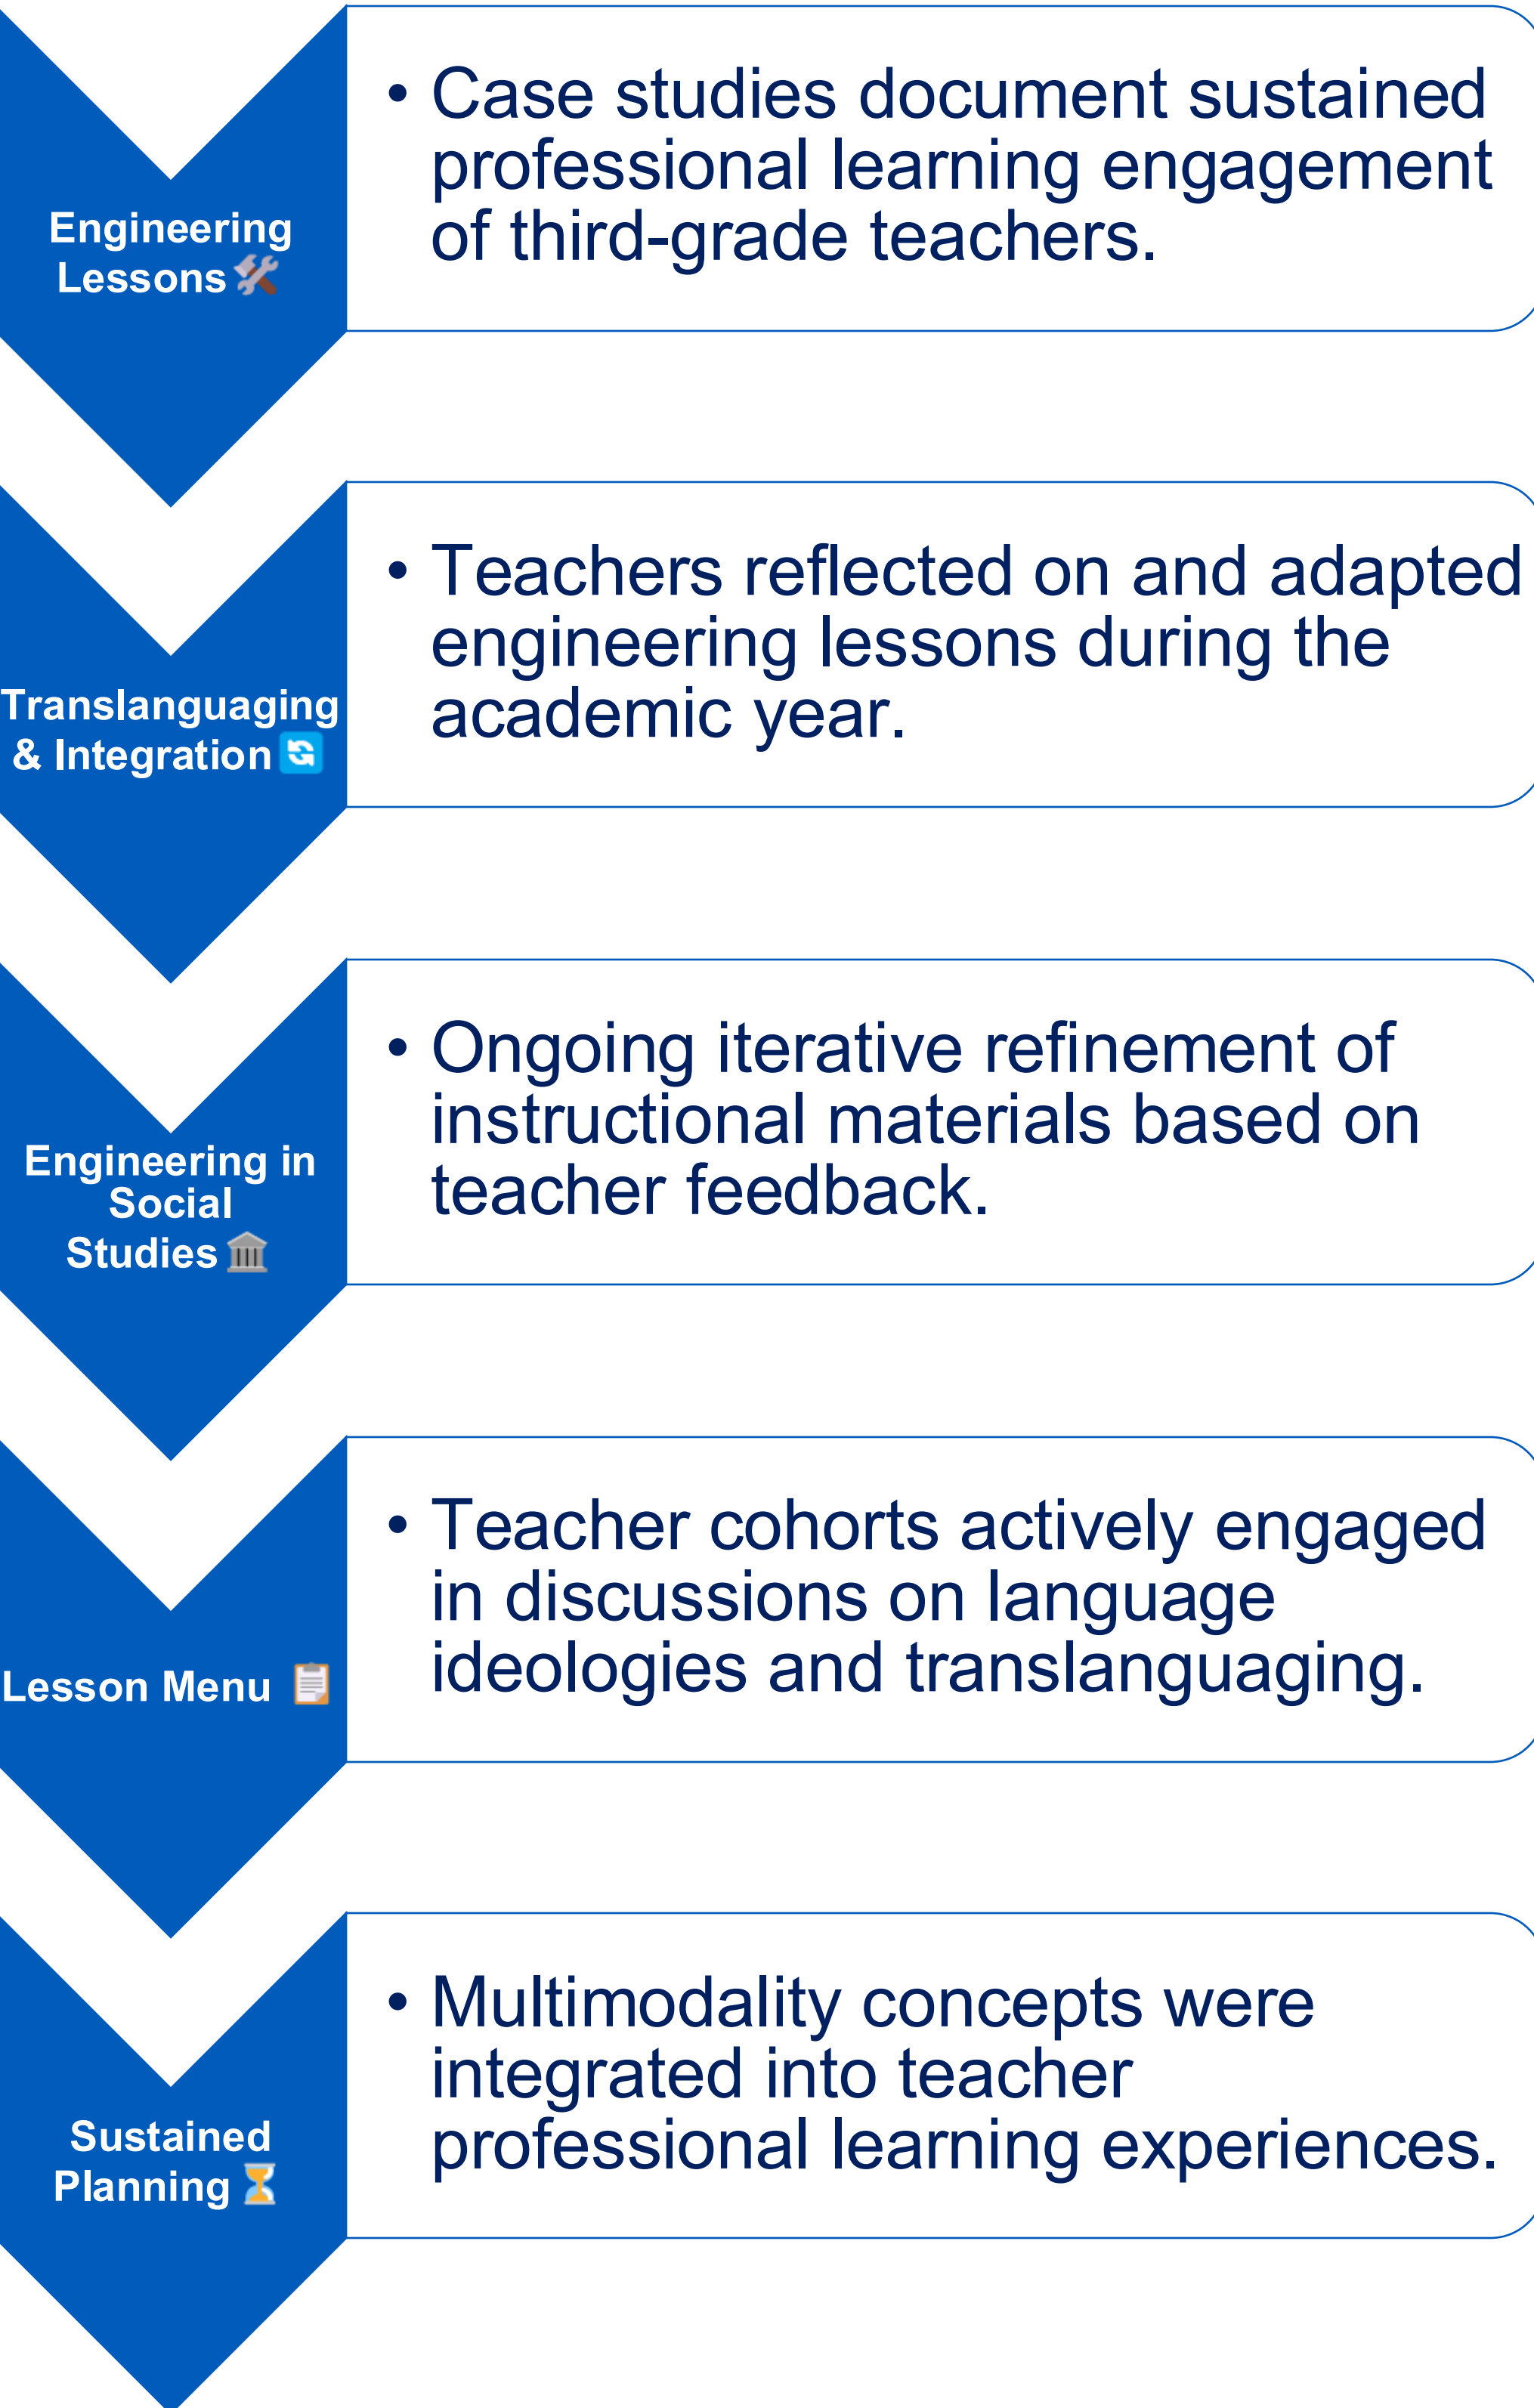 Engineering
Lessons🛠️
• Case studies document sustained
professional learning engagement
of third-grade teachers.
Translanguaging
& Integration🔄
• Teachers reflected on and adapted
engineering lessons during the
academic year.
Engineering in
Social
Studies🏛️
• Ongoing iterative refinement of
instructional materials based on
teacher feedback.
Lesson Menu 📋
• Teacher cohorts actively engaged
in discussions on language
ideologies and translanguaging.
Sustained
Planning⏳
• Multimodality concepts were
integrated into teacher
professional learning experiences.